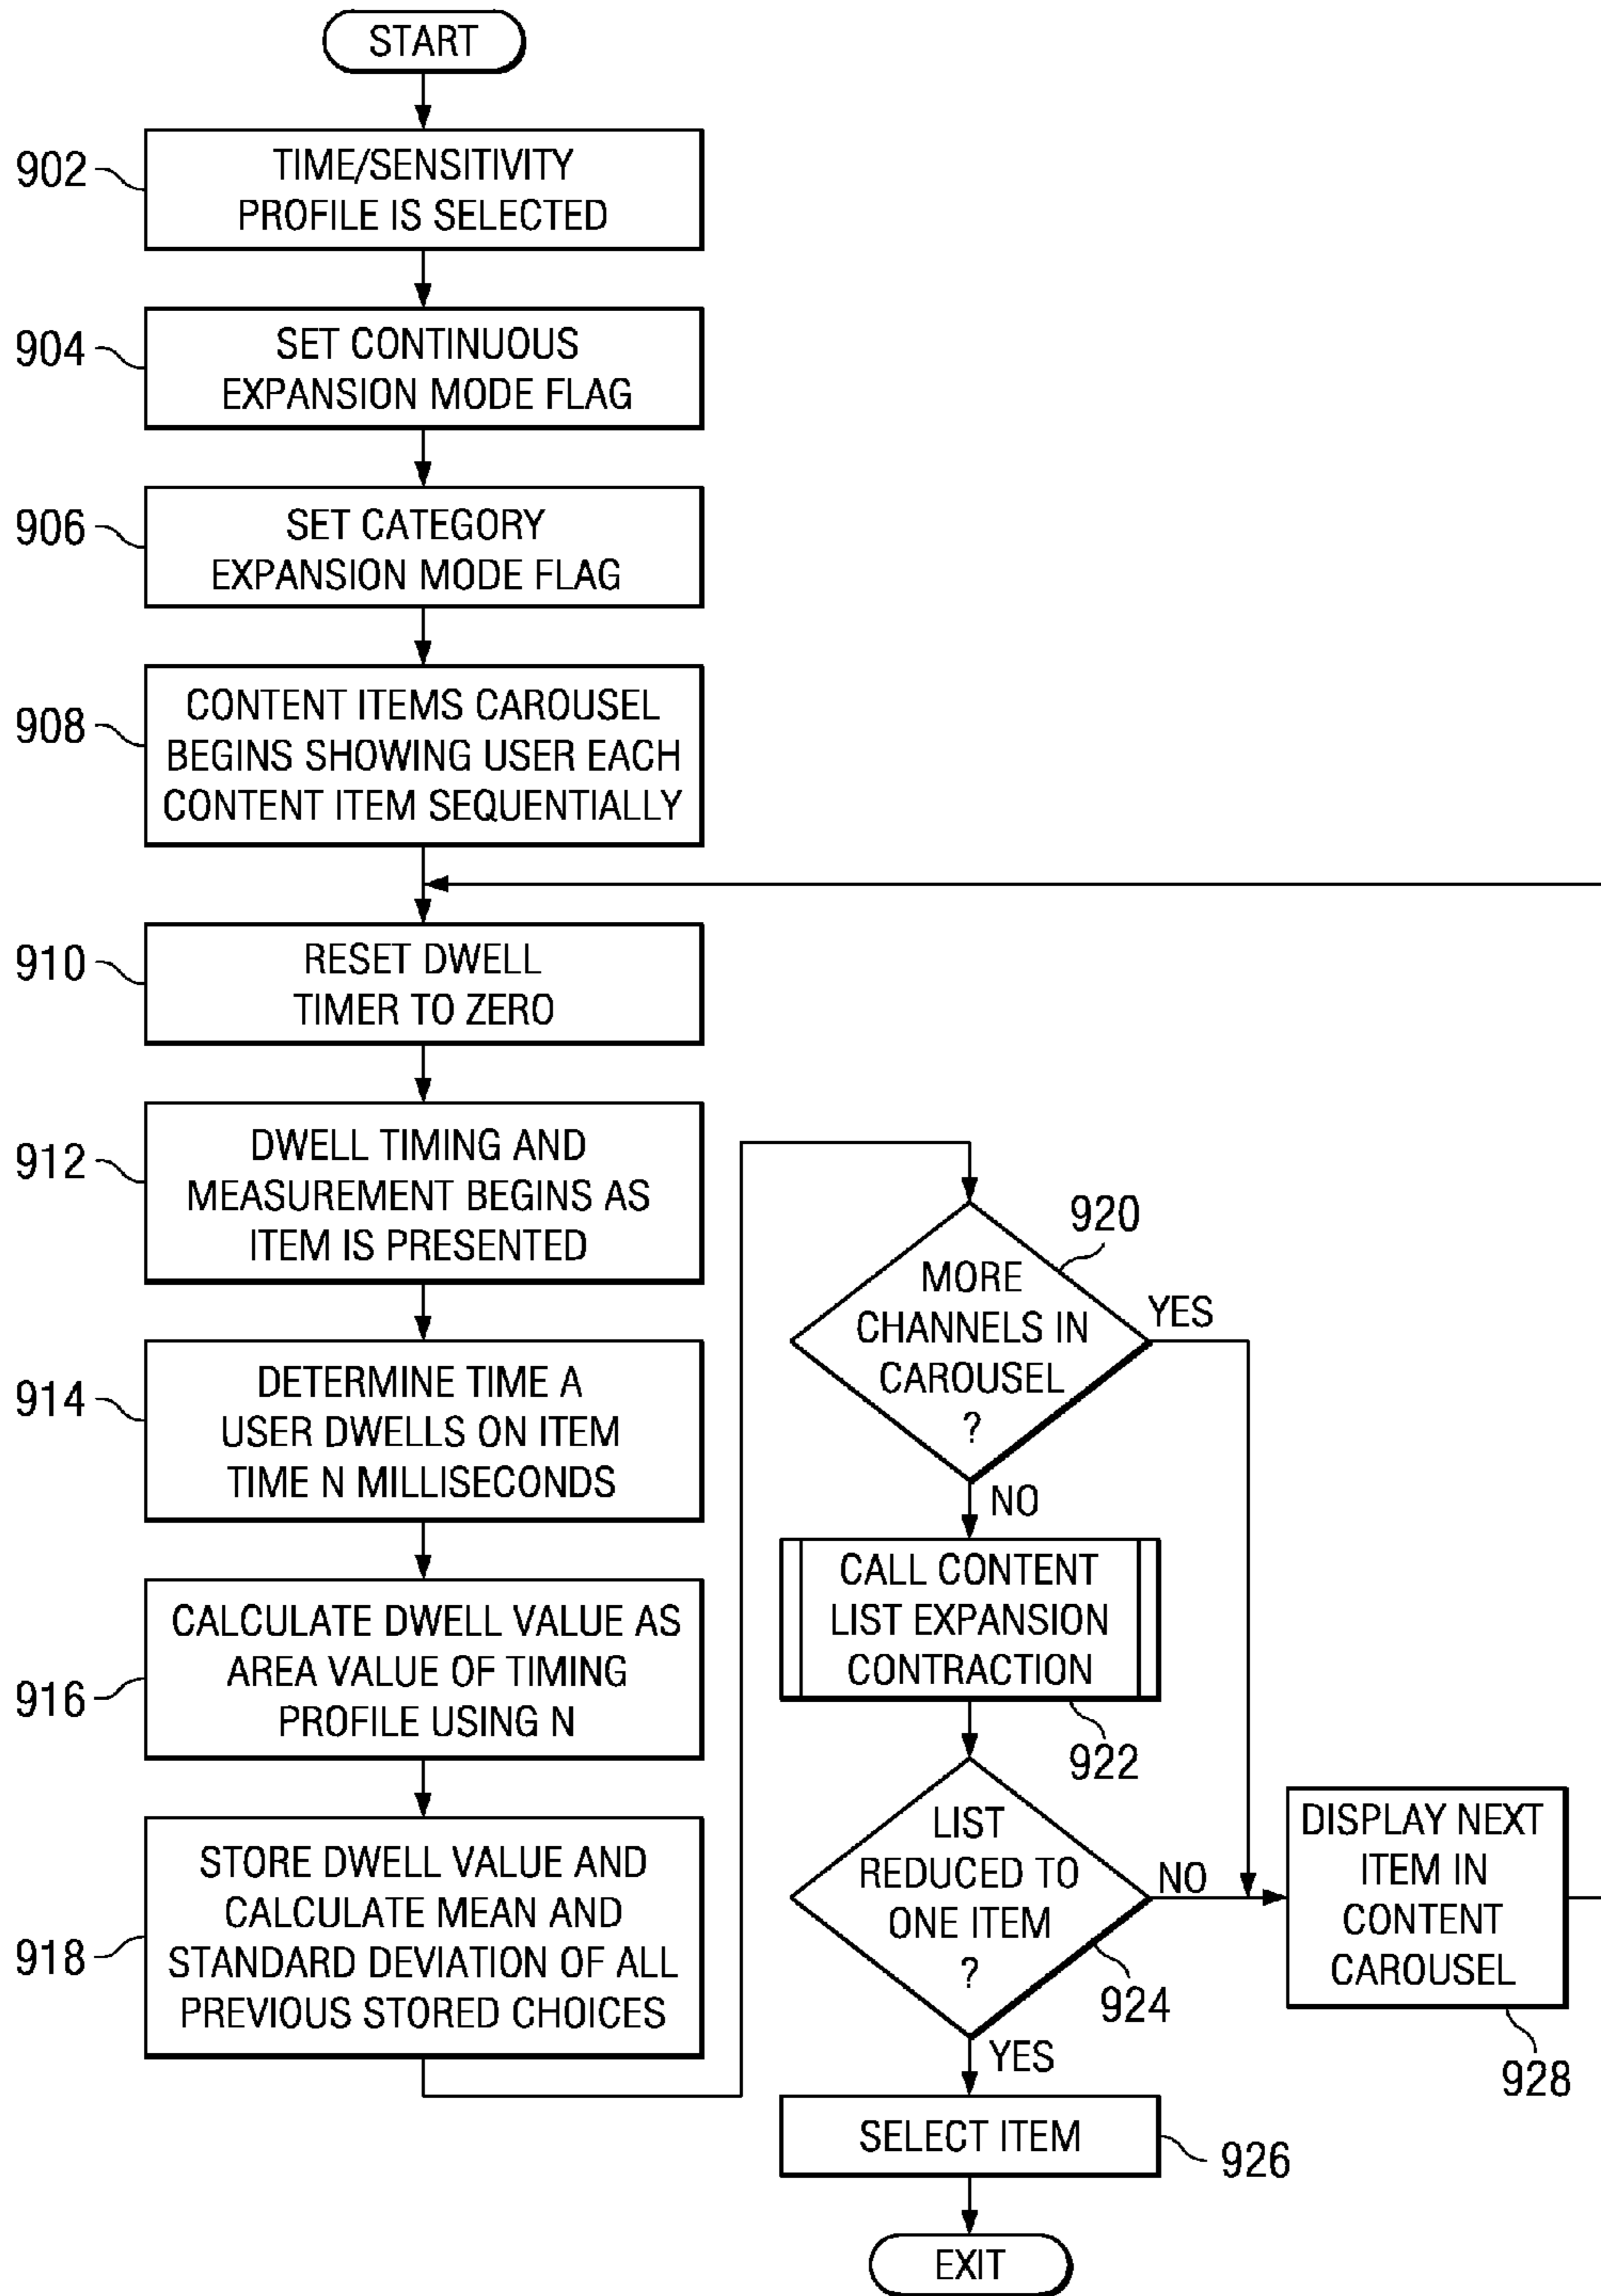 START
902
TIME/SENSITIVITY
PROFILE IS SELECTED
904
SET CONTINUOUS
EXPANSION MODE FLAG
906
SET CATEGORY
EXPANSION MODE FLAG
908
CONTENT ITEMS CAROUSEL
BEGINS SHOWING USER EACH
CONTENT ITEM SEQUENTIALLY
910
RESET DWELL
TIMER TO ZERO
912
DWELL TIMING AND
MEASUREMENT BEGINS AS
ITEM IS PRESENTED
914
DETERMINE TIME A
USER DWELLS ON ITEM
TIME N MILLISECONDS
916
CALCULATE DWELL VALUE AS
AREA VALUE OF TIMING
PROFILE USING N
918
STORE DWELL VALUE AND
CALCULATE MEAN AND
STANDARD DEVIATION OF ALL
PREVIOUS STORED CHOICES
920
MORE
CHANNELS IN
CAROUSEL
?
YES
NO
CALL CONTENT
LIST EXPANSION
CONTRACTION
922
LIST
REDUCED TO
ONE ITEM
?
NO
924
YES
DISPLAY NEXT
ITEM IN
CONTENT
CAROUSEL
928
SELECT ITEM
926
EXIT